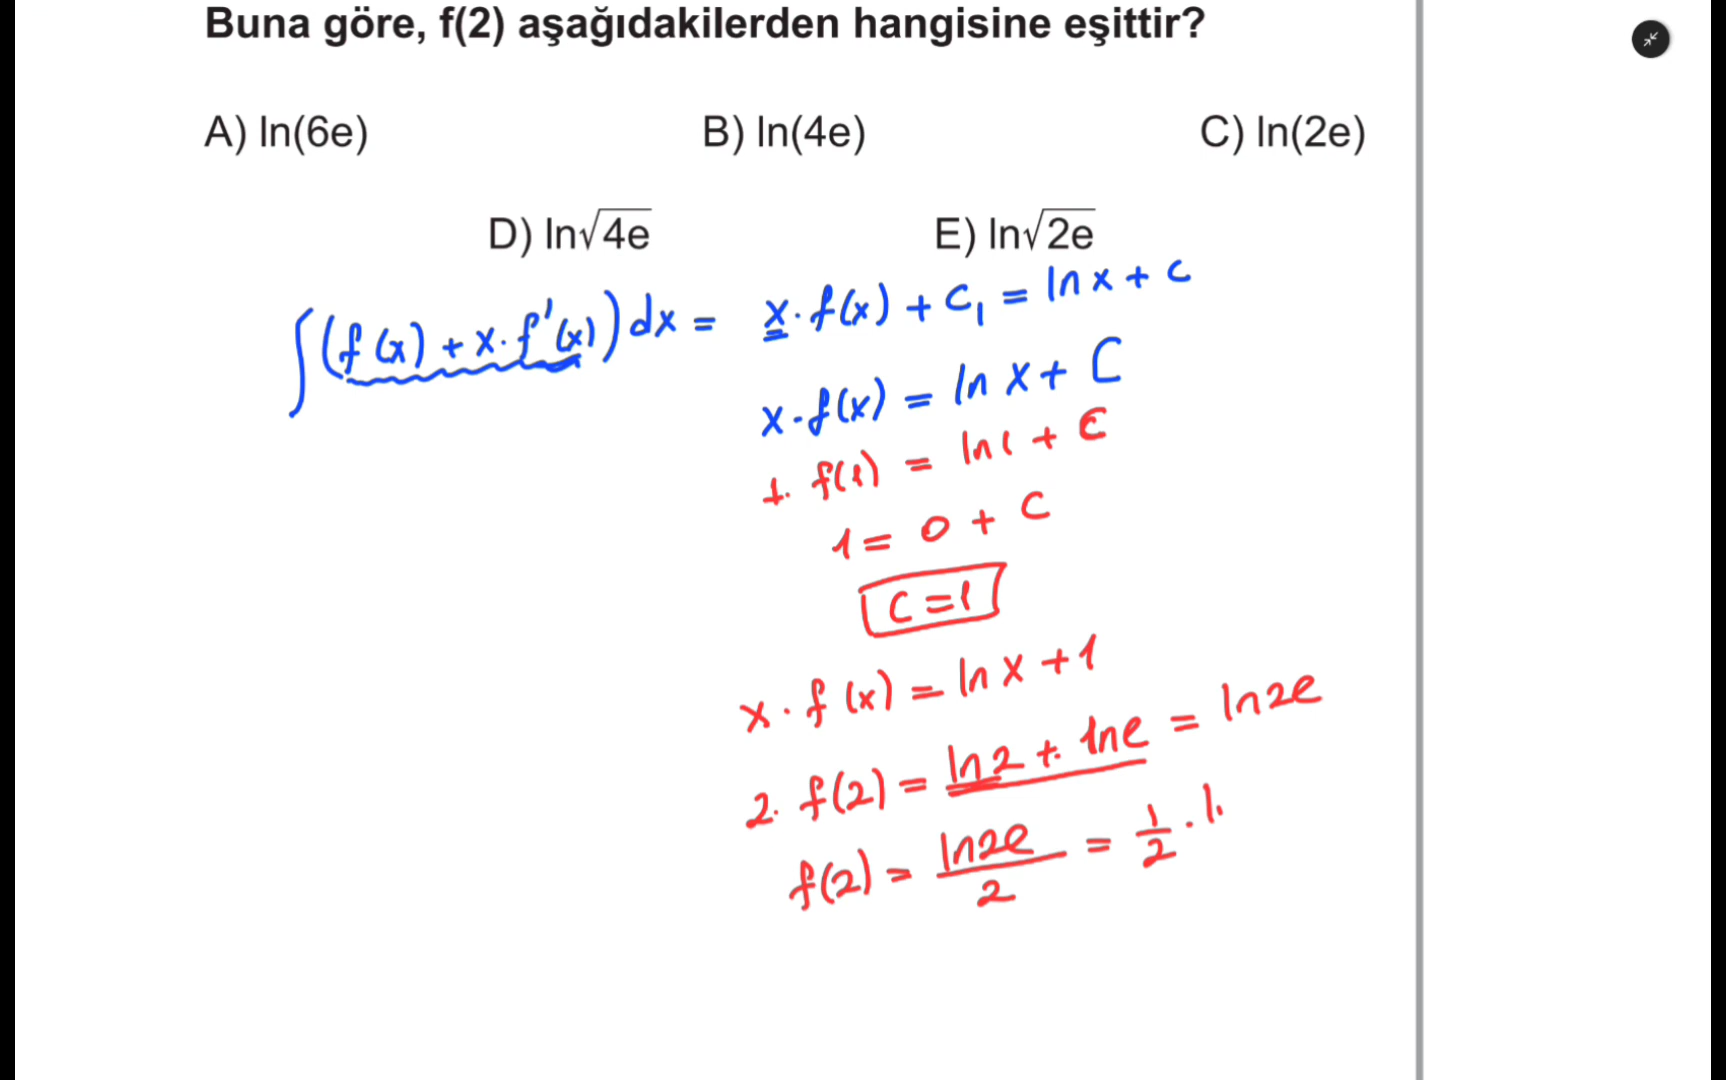 Buna göre, f(2) aşağıdakilerden hangisine eşittir?
A) ln(6e) B) ln(4e) C) ln(2e)
D) ln√4e E) ln√2e
∫(f(x) + x·f'(x))dx = x·f(x) + C₁ = ln x + c
x·f(x) = ln x + C
1·f(1) = ln1 + C
1 = 0 + C
C = 1
x·f(x) = ln x + 1
2·f(2) = ln2 + lne = ln2e
f(2) = ln2e/2 = 1/2 · l